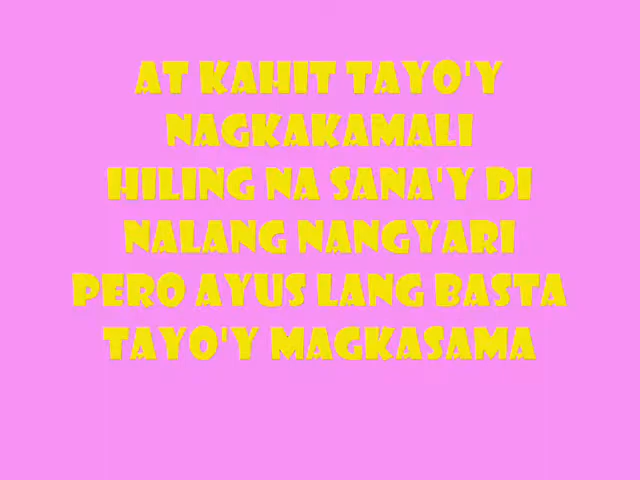 AT KAHIT TAYO'Y
NAGKAKAMALI
HILING NA SANA'Y DI
NALANG NANGYARI
PERO AYUS LANG BASTA
TAYO'Y MAGKASAMA